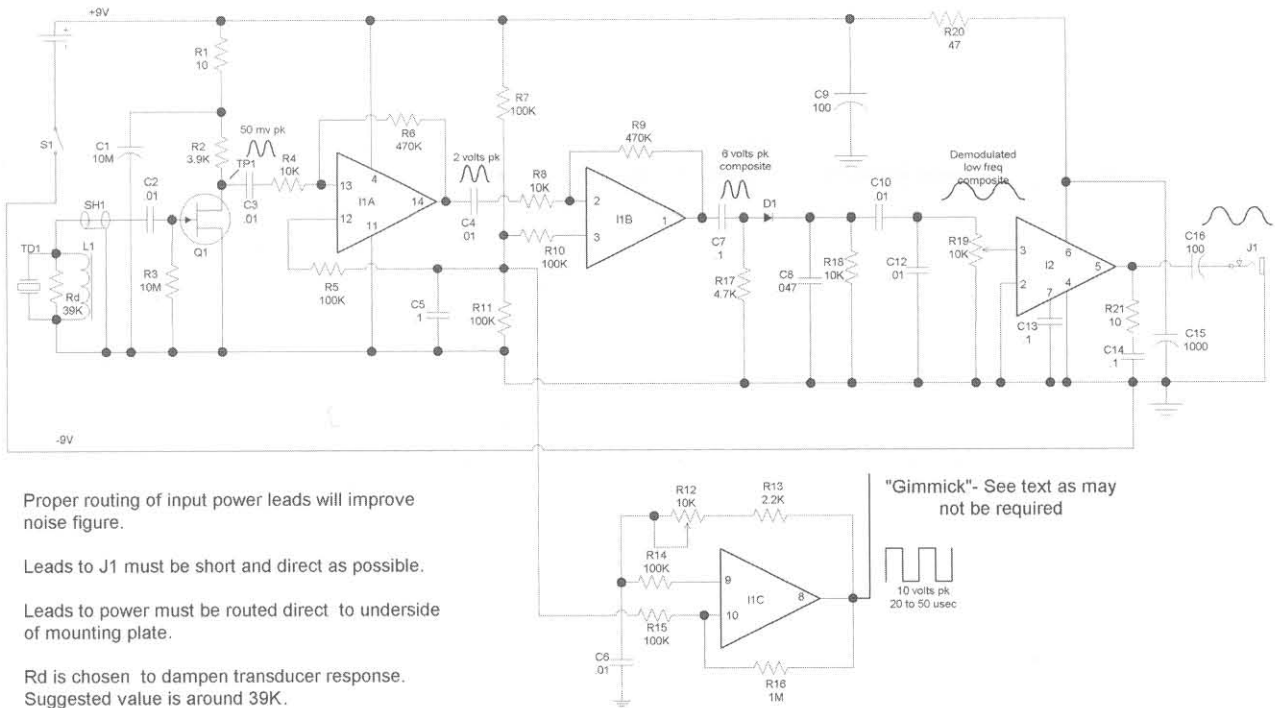 +9V
R1
10
S1
C1
10M
R2
3.9K
50 mv pk
TP1
R4
10K
C3
.01
C2
.01
SH1
TD1
L1
Rd
39K
R3
10M
Q1
R6
470K
13
4
I1A
14
12
11
R5
100K
2 volts pk
C4
.01
R7
100K
R8
10K
R10
100K
C5
1
R11
100K
R9
470K
2
I1B
1
3
6 volts pk
composite
C7
1
D1
R17
4.7K
C8
047
R18
10K
C10
.01
C12
.01
C9
100
R20
47
Demodulated
low freq
composite
R19
10K
3
6
I2
5
2
7
4
C13
1
C16
100
J1
R21
10
C14
.1
C15
1000
-9V
Proper routing of input power leads will improve
noise figure.
Leads to J1 must be short and direct as possible.
Leads to power must be routed direct to underside
of mounting plate.
Rd is chosen to dampen transducer response.
Suggested value is around 39K.
R12
10K
R13
2.2K
R14
100K
9
I1C
8
10
R15
100K
C6
.01
R16
1M
"Gimmick"- See text as may
not be required
10 volts pk
20 to 50 usec